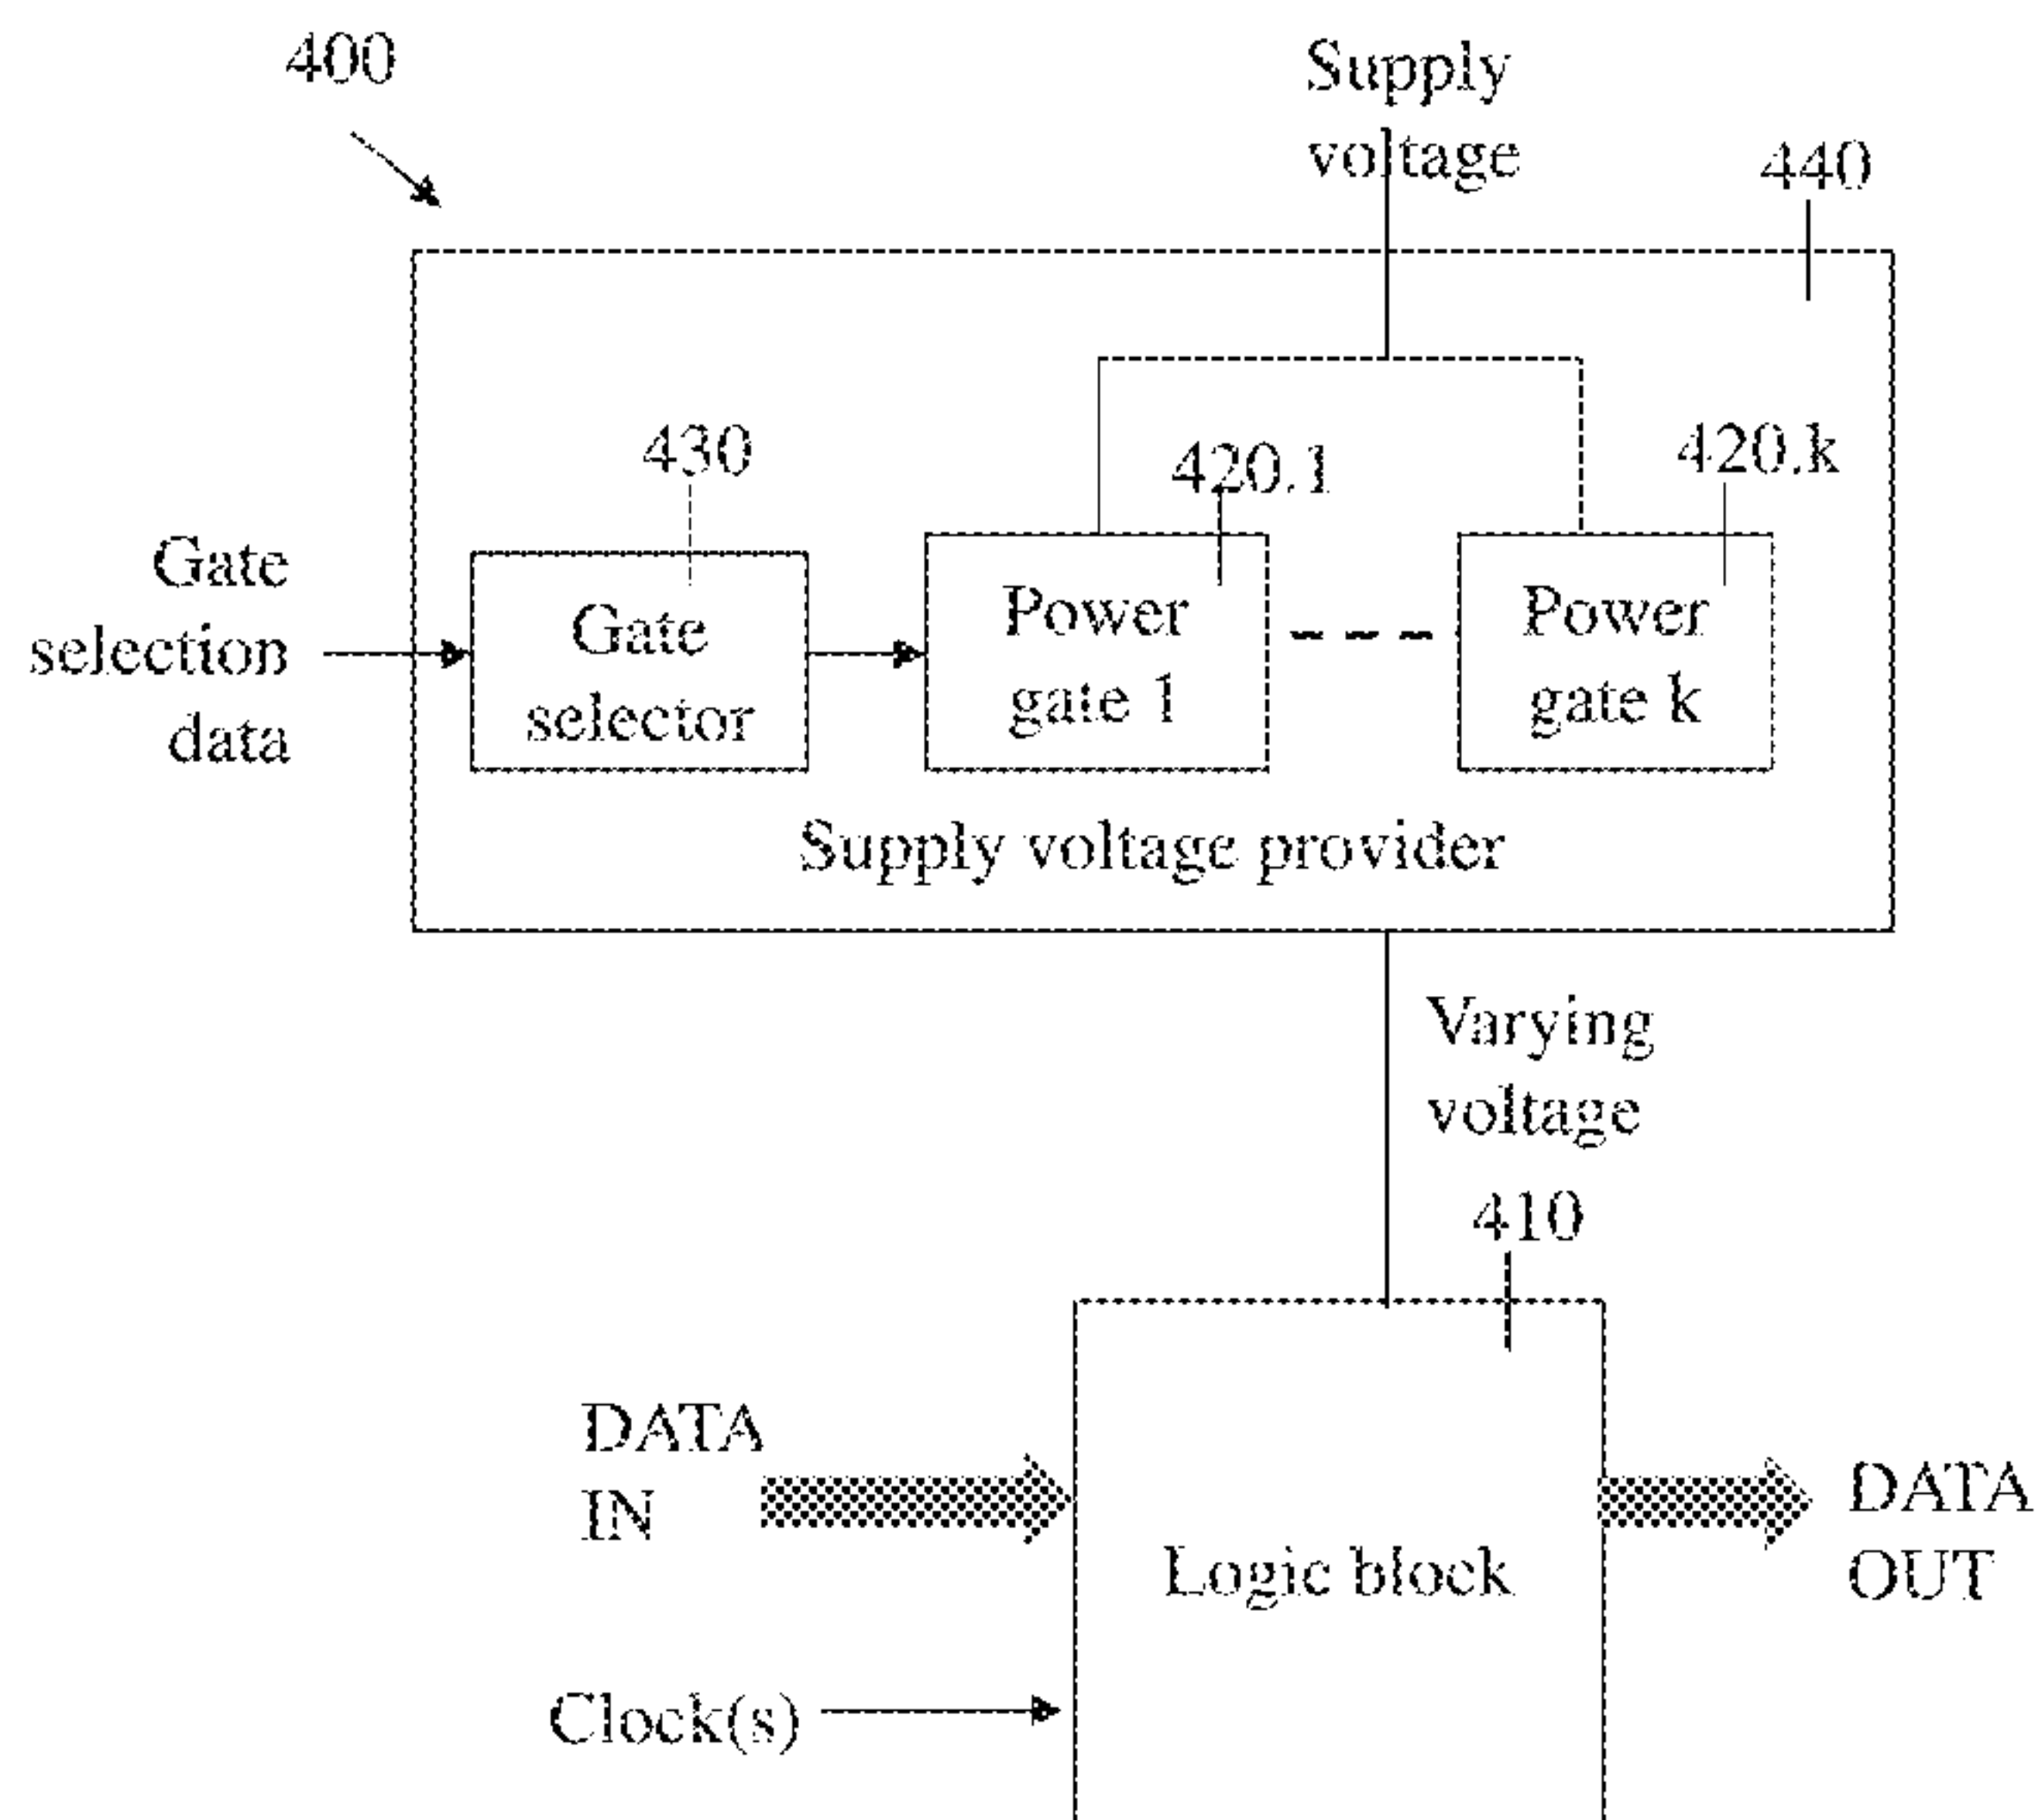 400
Supply
voltage
440
430
420.1
420.k
Gate
selection
data
Gate
selector
Power
gate 1
Power
gate k
Supply voltage provider
Varying
voltage
410
DATA
IN
Logic block
DATA
OUT
Clock(s)